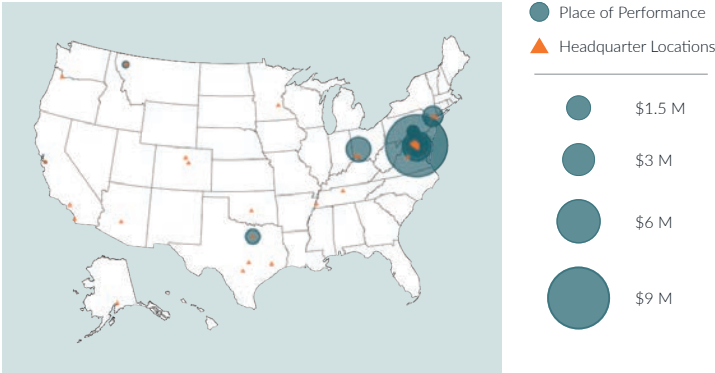 Place of Performance
Headquarter Locations
$1.5 M
$3 M
$6 M
$9 M